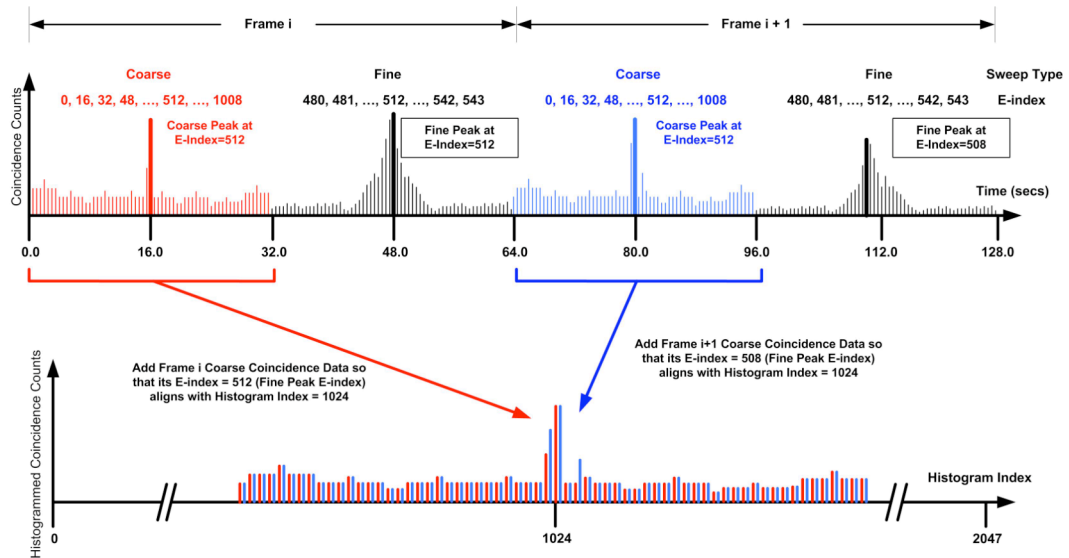 Frame i
Frame i + 1
Coarse
Fine
Coarse
Fine
Sweep Type
0, 16, 32, 48, ..., 512, ..., 1008
480, 481, ..., 512, ..., 542, 543
0, 16, 32, 48, ..., 512, ..., 1008
480, 481, ..., 512, ..., 542, 543
E-index
Coarse Peak at
E-Index=512
Fine Peak at
E-Index=512
Coarse Peak at
E-Index=512
Fine Peak at
E-Index=508
Coincidence Counts
Time (secs)
0.0
16.0
32.0
48.0
64.0
80.0
96.0
112.0
128.0
Add Frame i Coarse Coincidence Data so
that its E-index = 512 (Fine Peak E-index)
aligns with Histogram Index = 1024
Add Frame i+1 Coarse Coincidence Data so
that its E-index = 508 (Fine Peak E-index)
aligns with Histogram Index = 1024
Histogrammed Coincidence Counts
Histogram Index
0
1024
2047